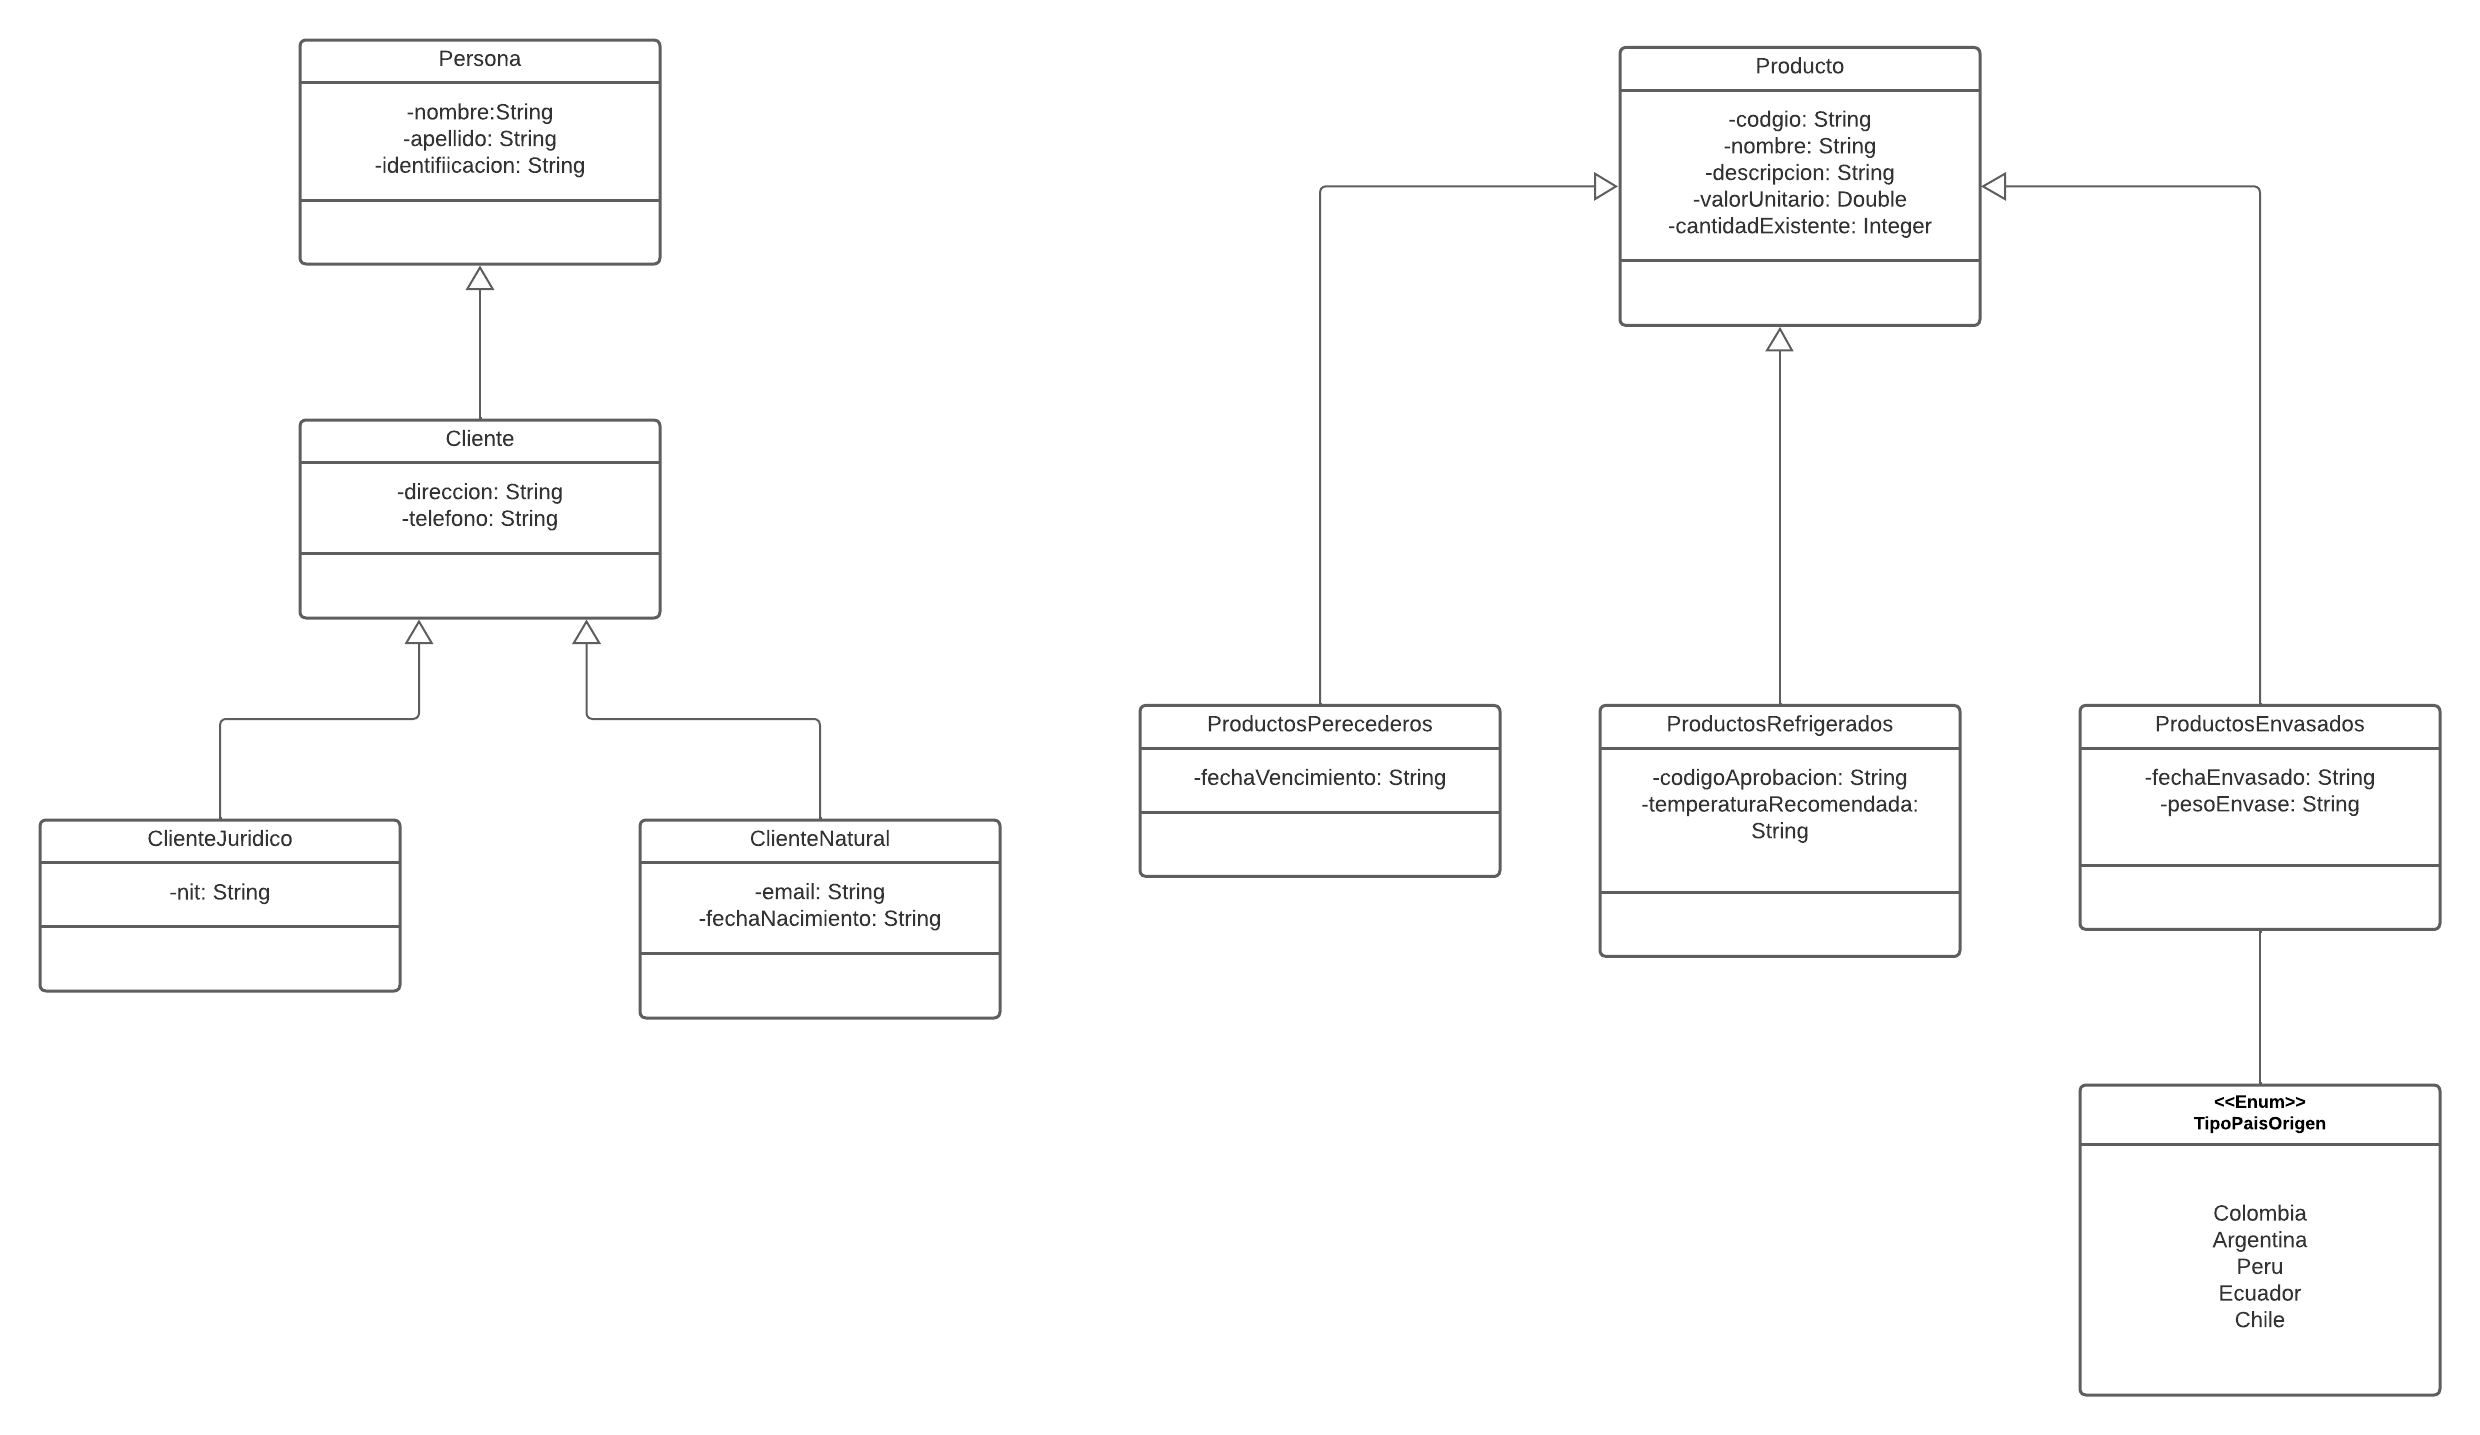 Persona
-nombre:String
-apellido: String
-identifiicacion: String
Cliente
-direccion: String
-telefono: String
ClienteJuridico
-nit: String
ClienteNatural
-email: String
-fechaNacimiento: String
Producto
-codgio: String
-nombre: String
-descripcion: String
-valorUnitario: Double
-cantidadExistente: Integer
ProductosPerecederos
-fechaVencimiento: String
ProductosRefrigerados
-codigoAprobacion: String
-temperaturaRecomendada:
String
ProductosEnvasados
-fechaEnvasado: String
-pesoEnvase: String
<<Enum>>
TipoPaisOrigen
Colombia
Argentina
Peru
Ecuador
Chile